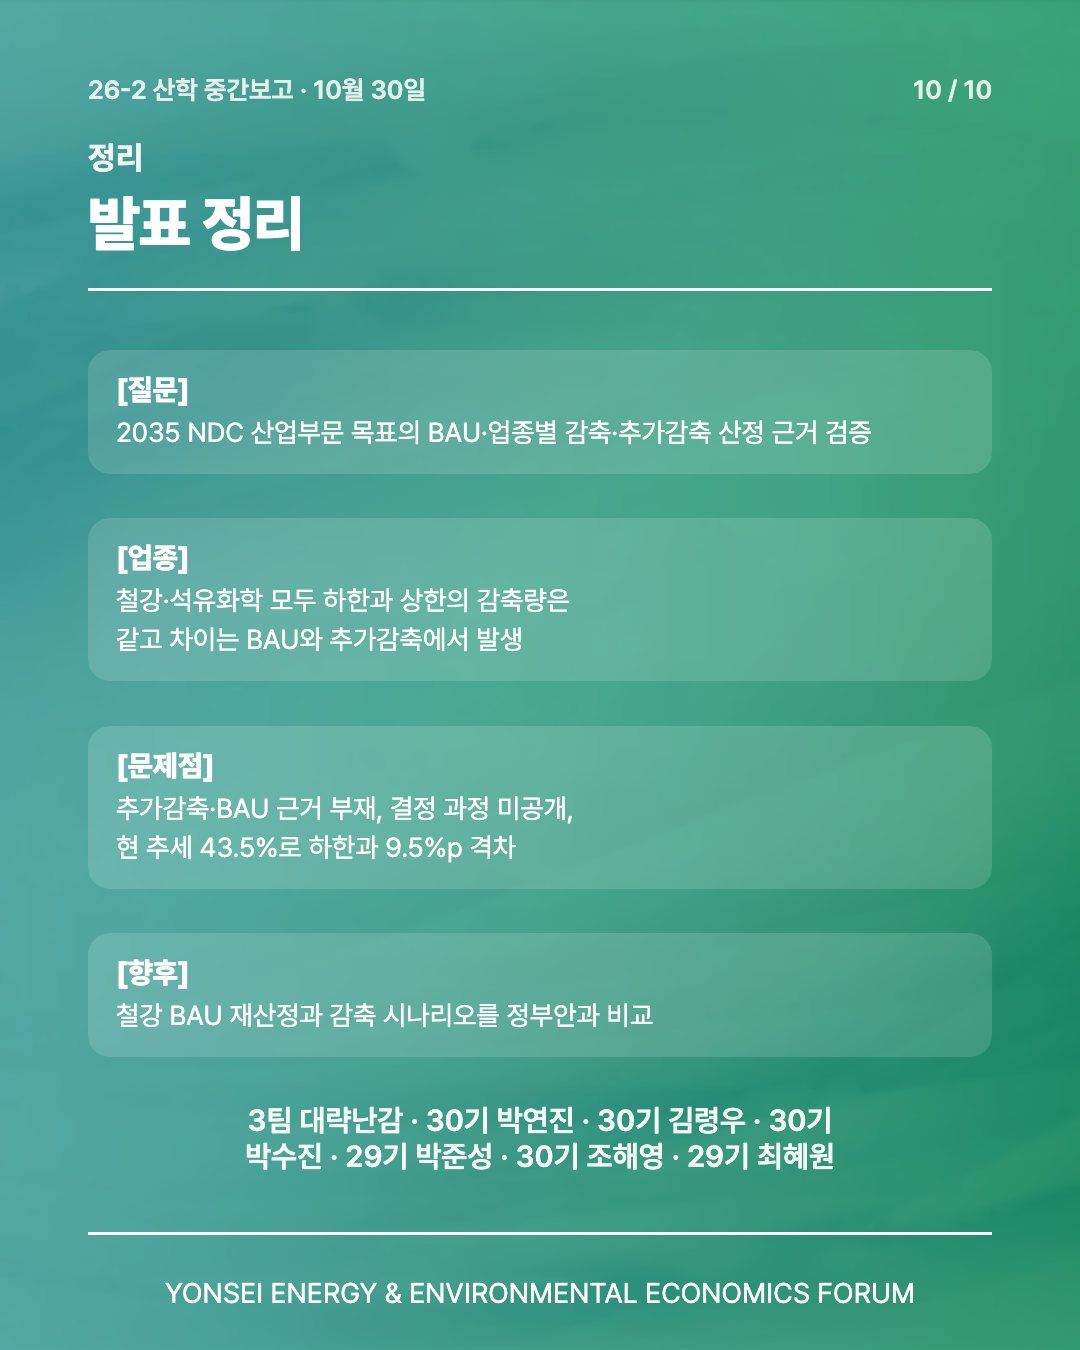 26-2 산학 중간보고 · 10월 30일
10 / 10
정리
발표 정리
[질문]
2035 NDC 산업부문 목표의 BAU·업종별 감축·추가감축 산정 근거 검증
[업종]
철강·석유화학 모두 하한과 상한의 감축량은
같고 차이는 BAU와 추가감축에서 발생
[문제점]
추가감축·BAU 근거 부재, 결정 과정 미공개,
현 추세 43.5%로 하한과 9.5%p 격차
[향후]
철강 BAU 재산정과 감축 시나리오를 정부안과 비교
3팀 대략난감 · 30기 박연진 · 30기 김령우 · 30기
박수진 · 29기 박준성 · 30기 조해영 · 29기 최혜원
YONSEI ENERGY & ENVIRONMENTAL ECONOMICS FORUM